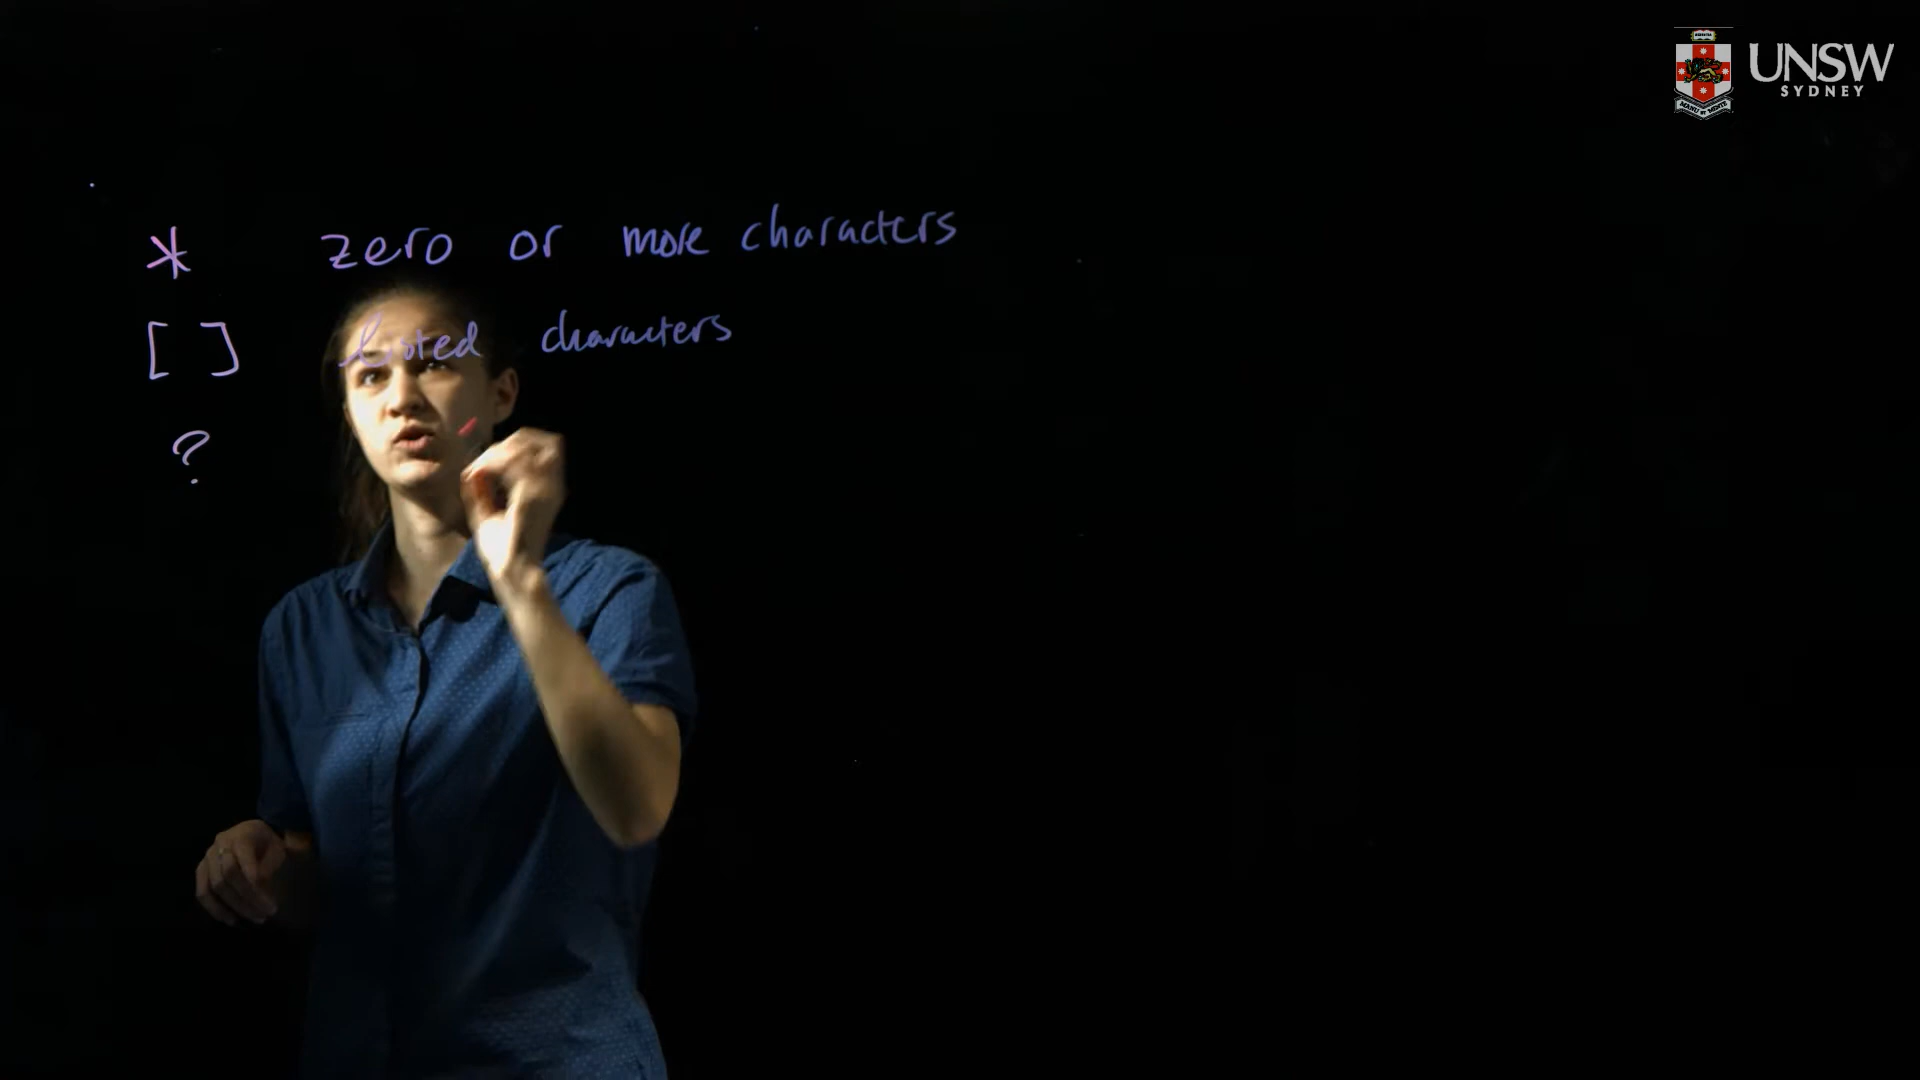 UNSW
SYDNEY
* zero or more characters
[ ] listed characters
?